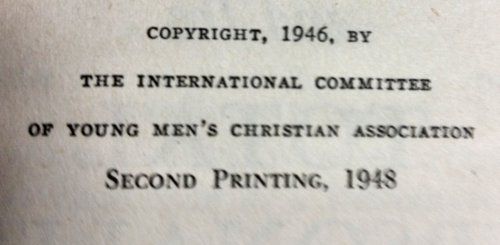 COPYRIGHT, 1946, BY
THE INTERNATIONAL COMMITTEE
OF YOUNG MEN'S CHRISTIAN ASSOCIATION
SECOND PRINTING, 1948